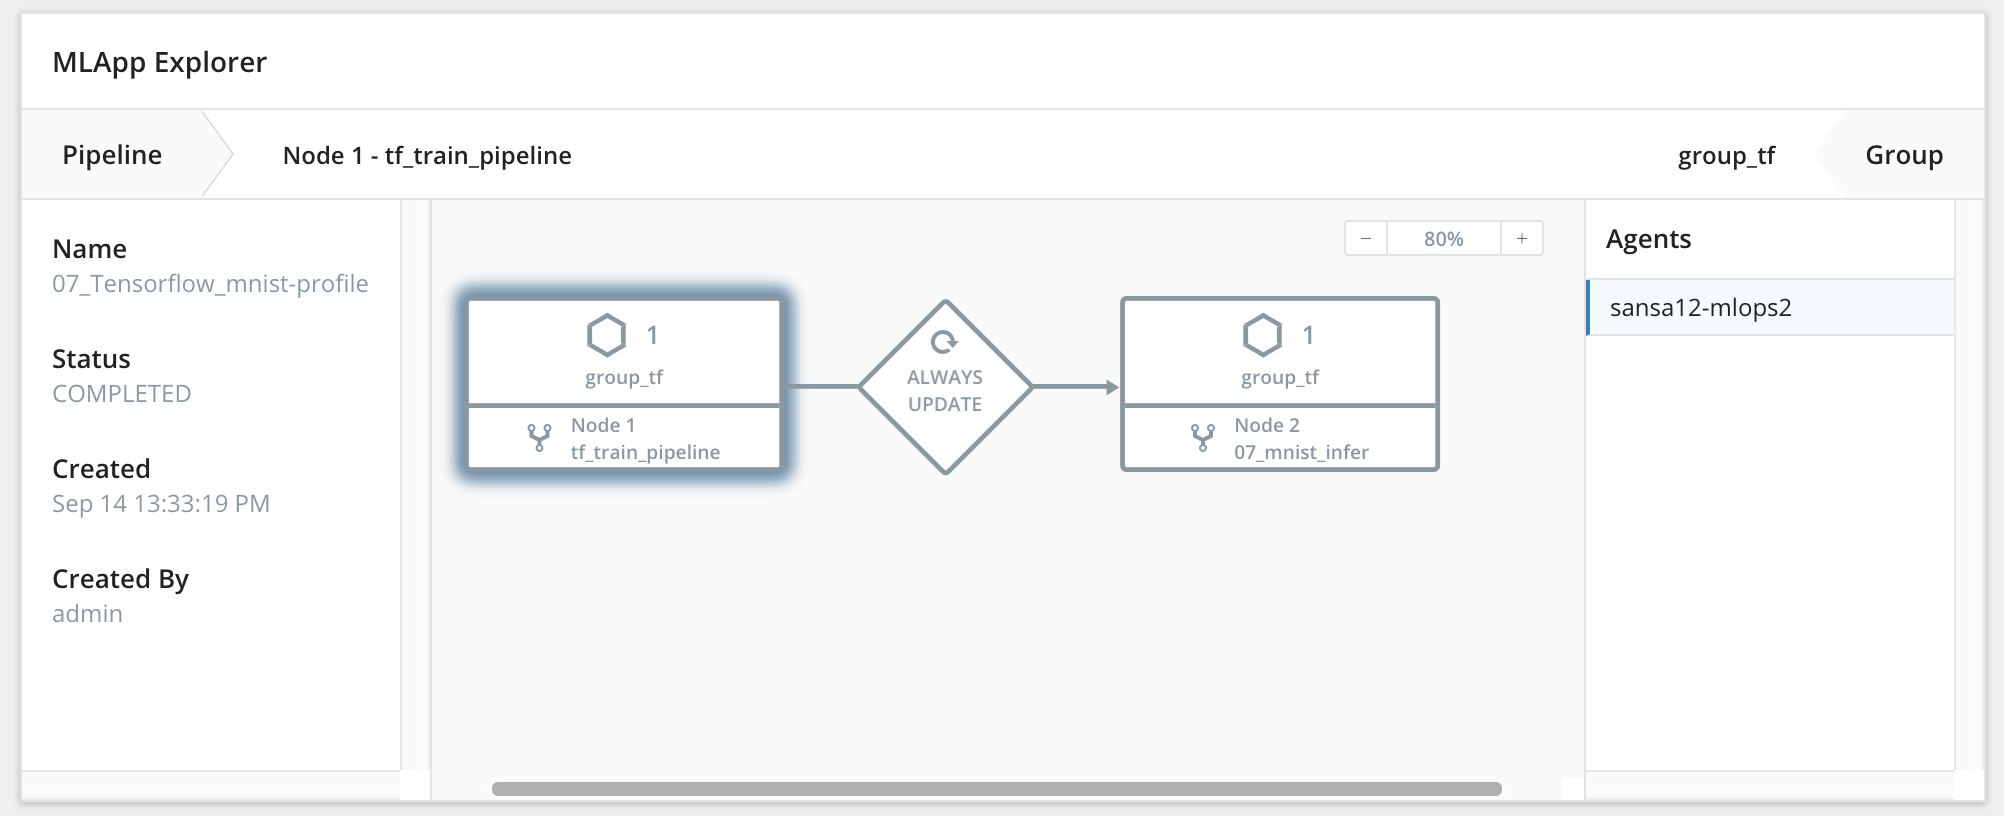 MLApp Explorer
Pipeline
Node 1 - tf_train_pipeline
group_tf
Group
Name
07_Tensorflow_mnist-profile
Status
COMPLETED
Created
Sep 14 13:33:19 PM
Created By
admin
− 80% +
1
group_tf
Node 1
tf_train_pipeline
ALWAYS
UPDATE
1
group_tf
Node 2
07_mnist_infer
Agents
sansa12-mlops2